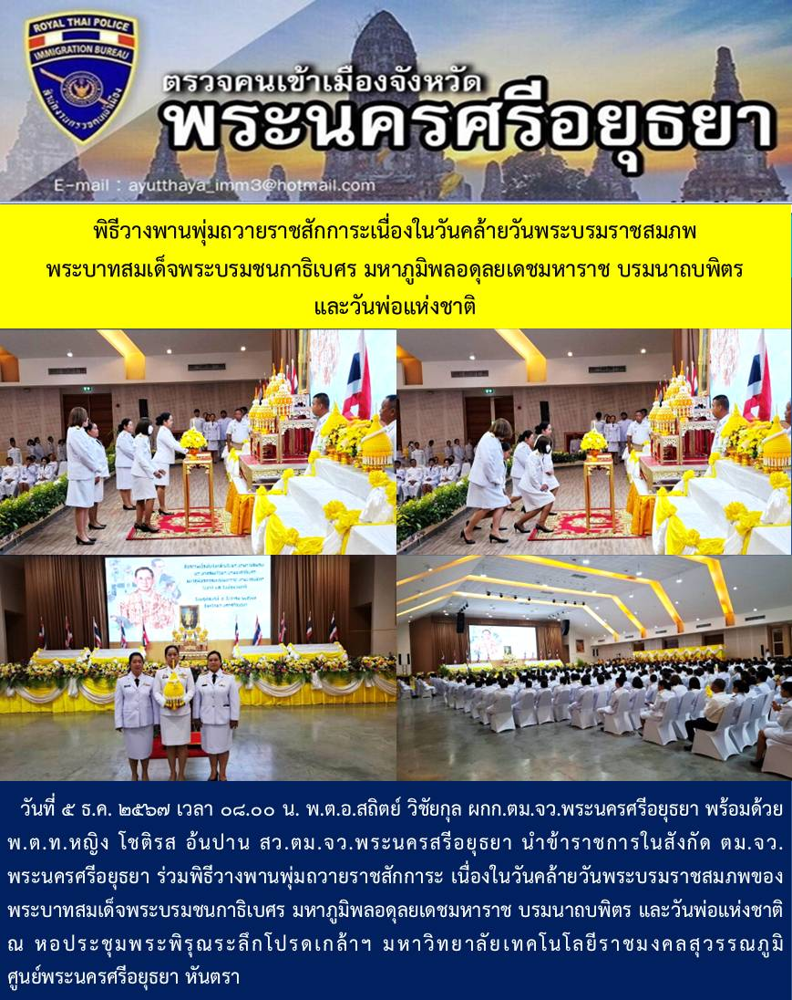 ROYAL THAI POLICE
IMMIGRATION BUREAU
สำนักงานตรวจคนเข้าเมือง
ตรวจคนเข้าเมืองจังหวัด
พระนครศรีอยุธยา
E-mail : ayutthaya_imm3@hotmail.com
พิธีวางพานพุ่มถวายราชสักการะเนื่องในวันคล้ายวันพระบรมราชสมภพ
พระบาทสมเด็จพระบรมชนกาธิเบศร มหาภูมิพลอดุลยเดชมหาราช บรมนาถบพิตร
และวันพ่อแห่งชาติ
วันที่ ๕ ธ.ค. ๒๕๖๗ เวลา ๐๘.๐๐ น. พ.ต.อ.สถิตย์ วิชัยกุล ผกก.ตม.จว.พระนครศรีอยุธยา พร้อมด้วย
พ.ต.ท.หญิง โชติรส อ้นปาน สว.ตม.จว.พระนครสรีอยุธยา นำข้าราชการในสังกัด ตม.จว.
พระนครศรีอยุธยา ร่วมพิธีวางพานพุ่มถวายราชสักการะ เนื่องในวันคล้ายวันพระบรมราชสมภพของ
พระบาทสมเด็จพระบรมชนกาธิเบศร มหาภูมิพลอดุลยเดชมหาราช บรมนาถบพิตร และวันพ่อแห่งชาติ
ณ หอประชุมพระพิรุณระลึกโปรดเกล้าฯ มหาวิทยาลัยเทคโนโลยีราชมงคลสุวรรณภูมิ
ศูนย์พระนครศรีอยุธยา หันตรา